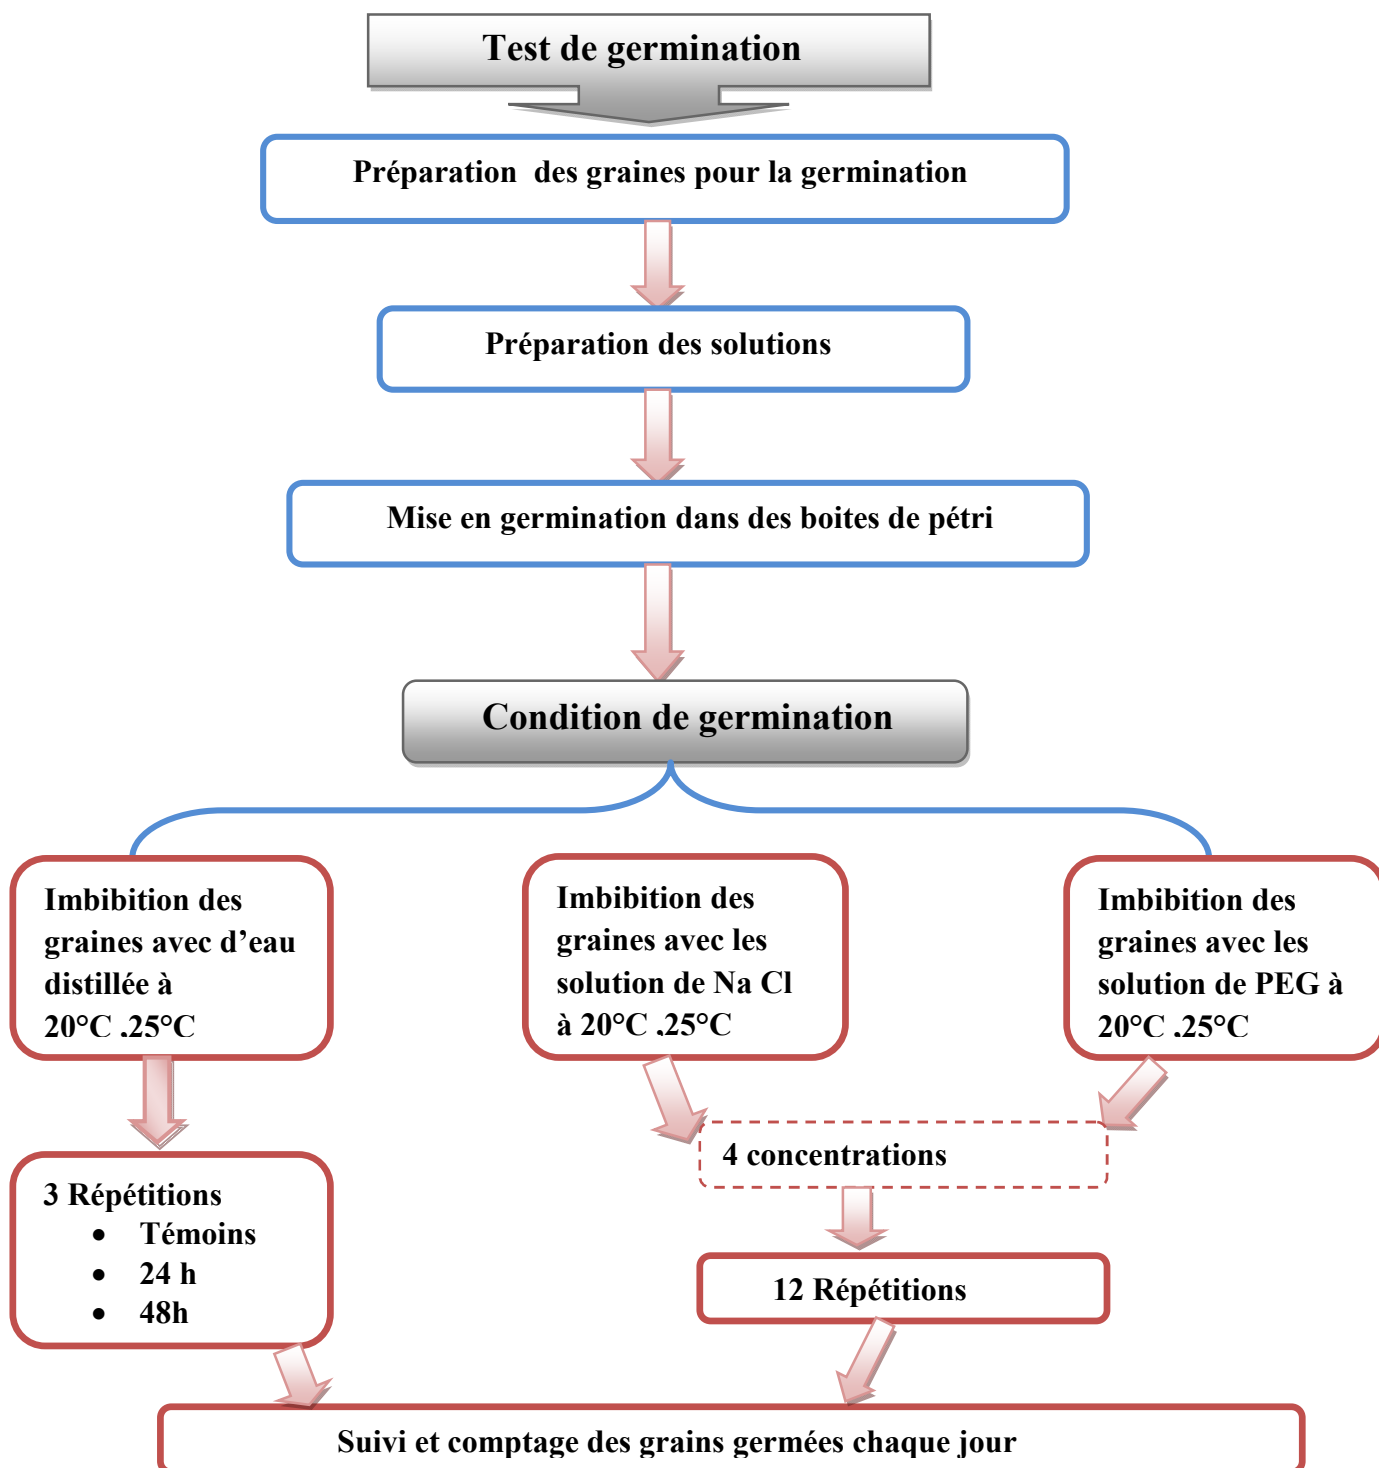 Test de germination
Préparation des graines pour la germination
Préparation des solutions
Mise en germination dans des boites de pétri
Condition de germination
Imbibition des
graines avec d’eau
distillée à
20°C ,25°C
Imbibition des
graines avec les
solution de Na Cl
à 20°C ,25°C
Imbibition des
graines avec les
solution de PEG à
20°C ,25°C
3 Répétitions
• Témoins
• 24 h
• 48h
4 concentrations
12 Répétitions
Suivi et comptage des grains germées chaque jour